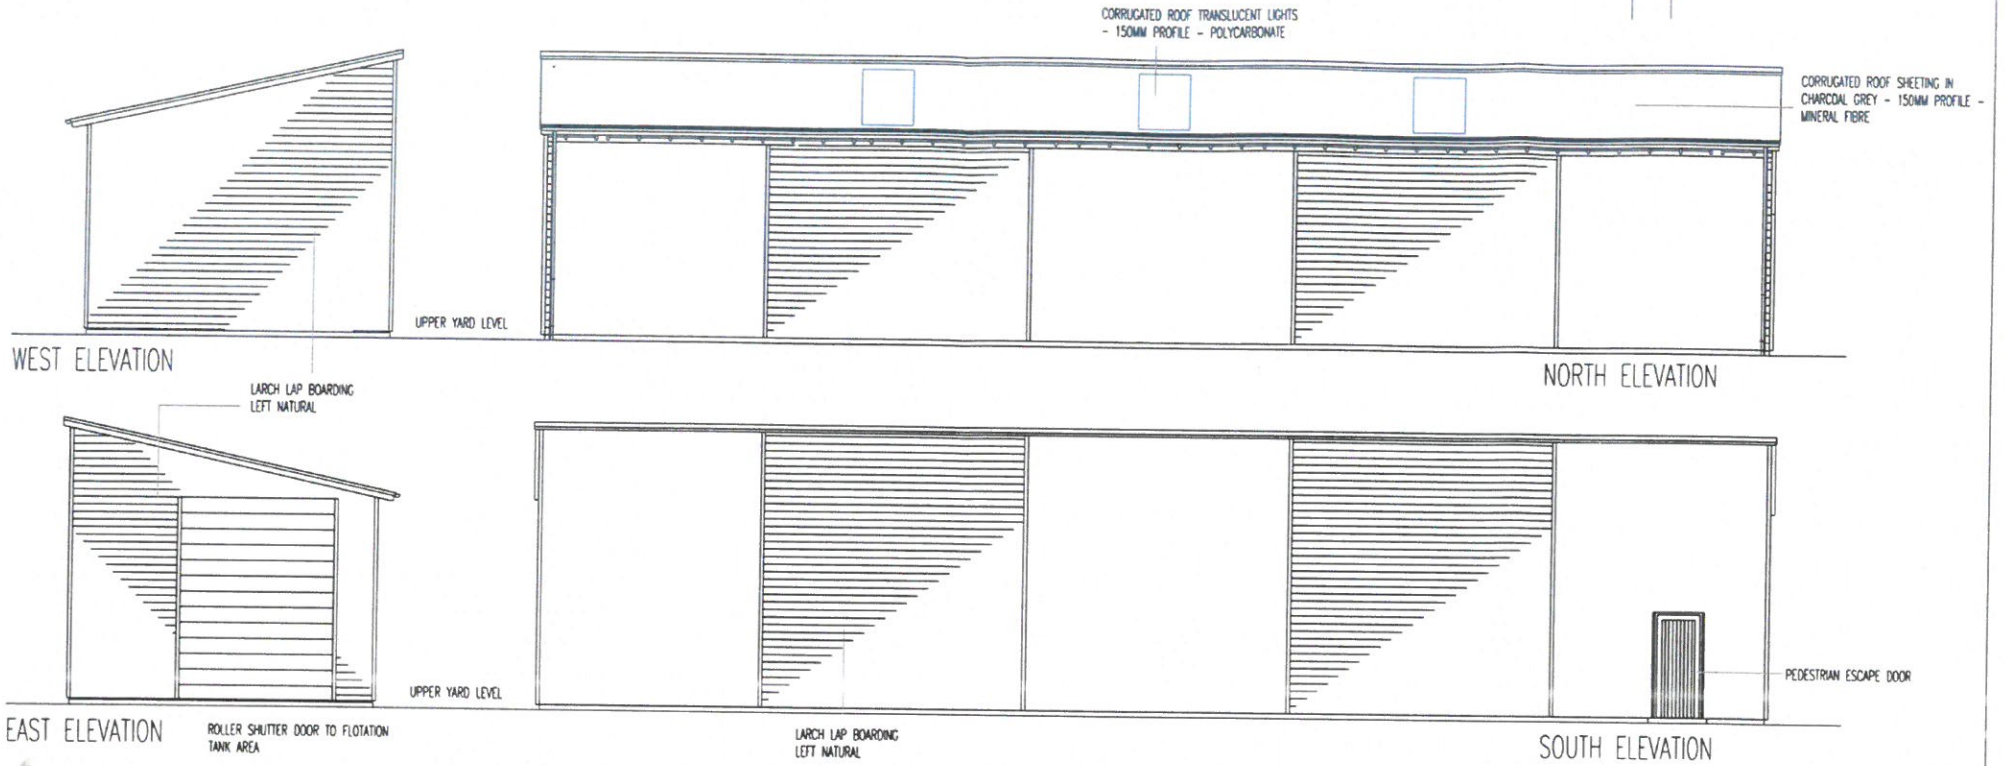 CORRUGATED ROOF TRANSLUCENT LIGHTS
- 150MM PROFILE - POLYCARBONATE
CORRUGATED ROOF SHEETING IN
CHARCOAL GREY - 150MM PROFILE -
MINERAL FIBRE
UPPER YARD LEVEL
WEST ELEVATION
NORTH ELEVATION
LARCH LAP BOARDING
LEFT NATURAL
PEDESTRIAN ESCAPE DOOR
UPPER YARD LEVEL
EAST ELEVATION
ROLLER SHUTTER DOOR TO FLOTATION
TANK AREA
LARCH LAP BOARDING
LEFT NATURAL
SOUTH ELEVATION